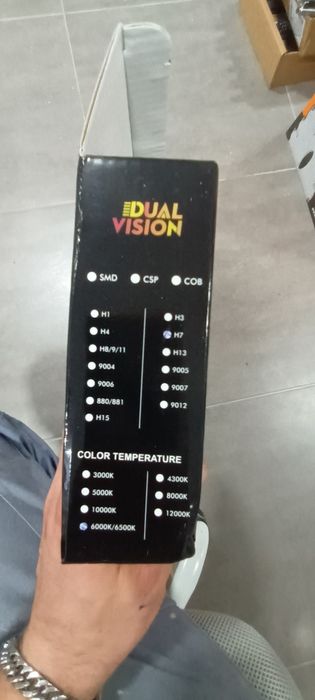 DUAL
VISION
SMD CSP COB
H1 H3
H4 H7
H8/9/11 H13
9004 9005
9006 9007
880/881 9012
H15
COLOR TEMPERATURE
3000K 4300K
5000K 8000K
10000K 12000K
6000K/6500K